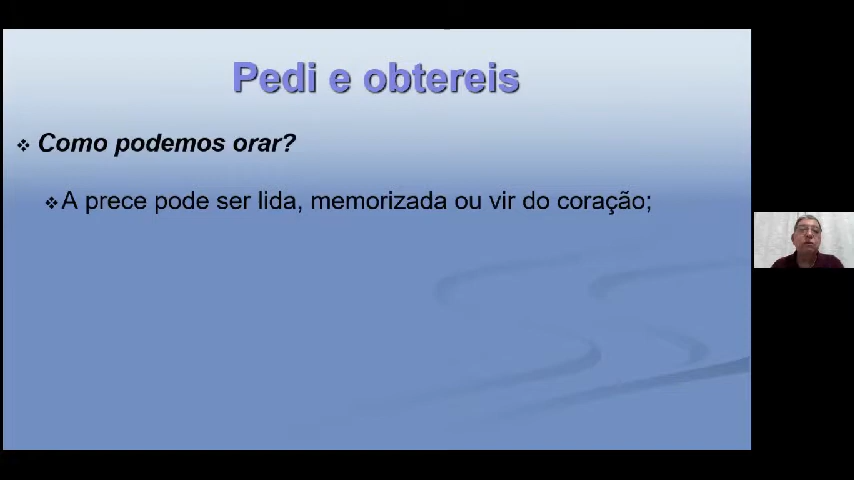 Pedi e obtereis
Como podemos orar?
A prece pode ser lida, memorizada ou vir do coração;